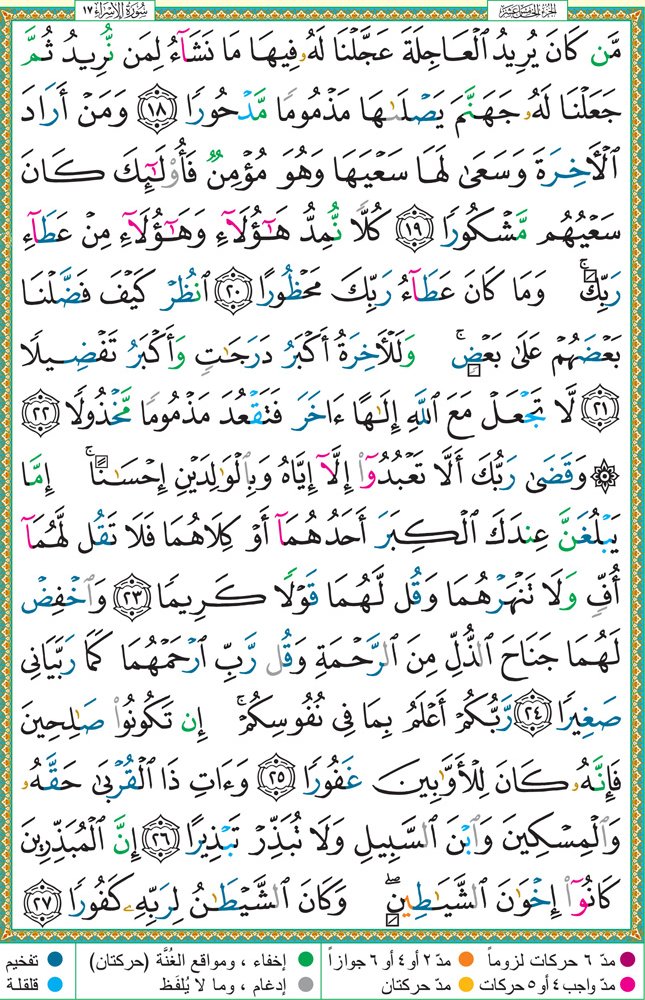 الجزء الخامس عشر سورة الإسراء ١٧
مَّن كَانَ يُرِيدُ ٱلْعَاجِلَةَ عَجَّلْنَا لَهُۥ فِيهَا مَا نَشَآءُ لِمَن نُّرِيدُ ثُمَّ
جَعَلْنَا لَهُۥ جَهَنَّمَ يَصْلَىٰهَا مَذْمُومًا مَّدْحُورًا ١٨ وَمَنْ أَرَادَ
ٱلْءَاخِرَةَ وَسَعَىٰ لَهَا سَعْيَهَا وَهُوَ مُؤْمِنٌ فَأُو۟لَٰٓئِكَ كَانَ
سَعْيُهُم مَّشْكُورًا ١٩ كُلًّا نُّمِدُّ هَٰٓؤُلَآءِ وَهَٰٓؤُلَآءِ مِنْ عَطَآءِ
رَبِّكَ ۚ وَمَا كَانَ عَطَآءُ رَبِّكَ مَحْظُورًا ٢٠ ٱنظُرْ كَيْفَ فَضَّلْنَا
بَعْضَهُمْ عَلَىٰ بَعْضٍ ۚ وَلَلْءَاخِرَةُ أَكْبَرُ دَرَجَٰتٍ وَأَكْبَرُ تَفْضِيلًا
٢١ لَّا تَجْعَلْ مَعَ ٱللَّهِ إِلَٰهًا ءَاخَرَ فَتَقْعُدَ مَذْمُومًا مَّخْذُولًا ٢٢
۞ وَقَضَىٰ رَبُّكَ أَلَّا تَعْبُدُوٓا۟ إِلَّآ إِيَّاهُ وَبِٱلْوَٰلِدَيْنِ إِحْسَٰنًا ۚ إِمَّا
يَبْلُغَنَّ عِندَكَ ٱلْكِبَرَ أَحَدُهُمَآ أَوْ كِلَاهُمَا فَلَا تَقُل لَّهُمَآ
أُفٍّ وَلَا تَنْهَرْهُمَا وَقُل لَّهُمَا قَوْلًا كَرِيمًا ٢٣ وَٱخْفِضْ
لَهُمَا جَنَاحَ ٱلذُّلِّ مِنَ ٱلرَّحْمَةِ وَقُل رَّبِّ ٱرْحَمْهُمَا كَمَا رَبَّيَانِى
صَغِيرًا ٢٤ رَّبُّكُمْ أَعْلَمُ بِمَا فِى نُفُوسِكُمْ ۚ إِن تَكُونُوا۟ صَٰلِحِينَ
فَإِنَّهُۥ كَانَ لِلْأَوَّٰبِينَ غَفُورًا ٢٥ وَءَاتِ ذَا ٱلْقُرْبَىٰ حَقَّهُۥ
وَٱلْمِسْكِينَ وَٱبْنَ ٱلسَّبِيلِ وَلَا تُبَذِّرْ تَبْذِيرًا ٢٦ إِنَّ ٱلْمُبَذِّرِينَ
كَانُوٓا۟ إِخْوَٰنَ ٱلشَّيَٰطِينِ ۖ وَكَانَ ٱلشَّيْطَٰنُ لِرَبِّهِۦ كَفُورًا ٢٧
مدّ ٦ حركات لزوماً مدّ ٢ أو ٤ أو ٦ جوازاً إخفاء ، ومواقع الغُنَّة (حركتان) تفخيم
مدّ واجب ٤ أو ٥ حركات مدّ حركتان إدغام ، وما لا يُلفَظ قلقلة